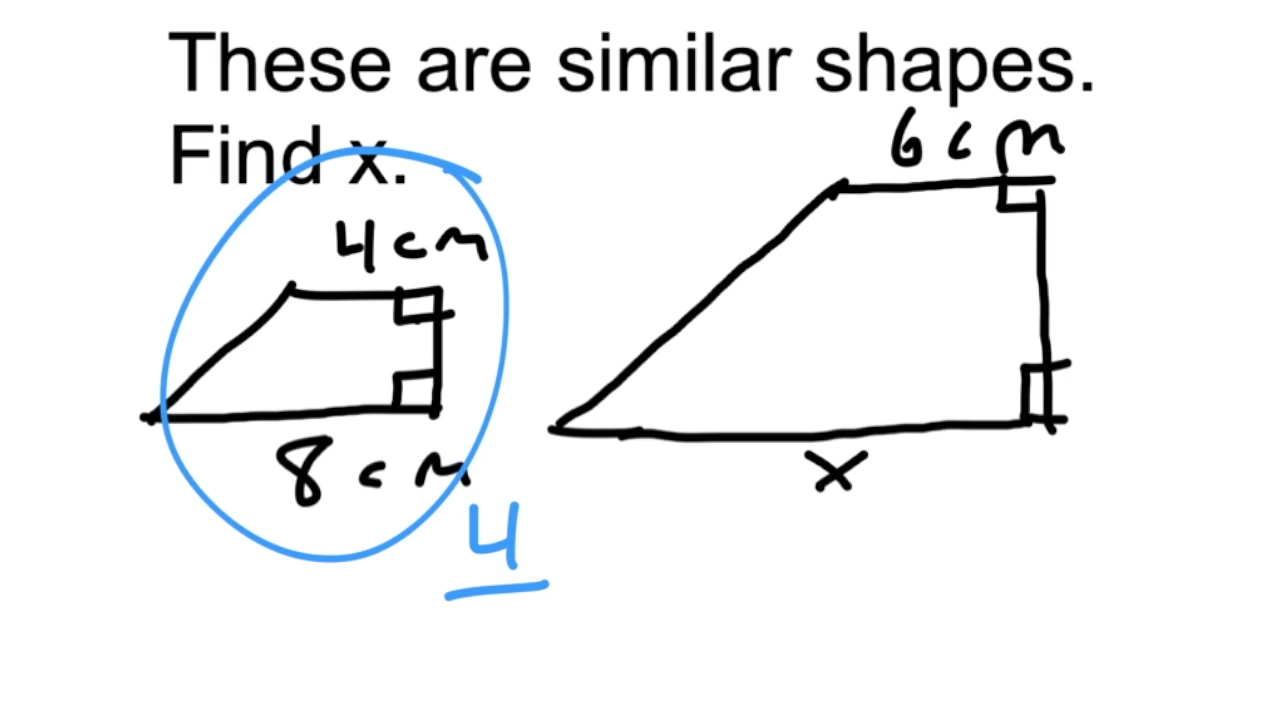 These are similar shapes.
Find x.
6cm
4cm
8cm
x
4